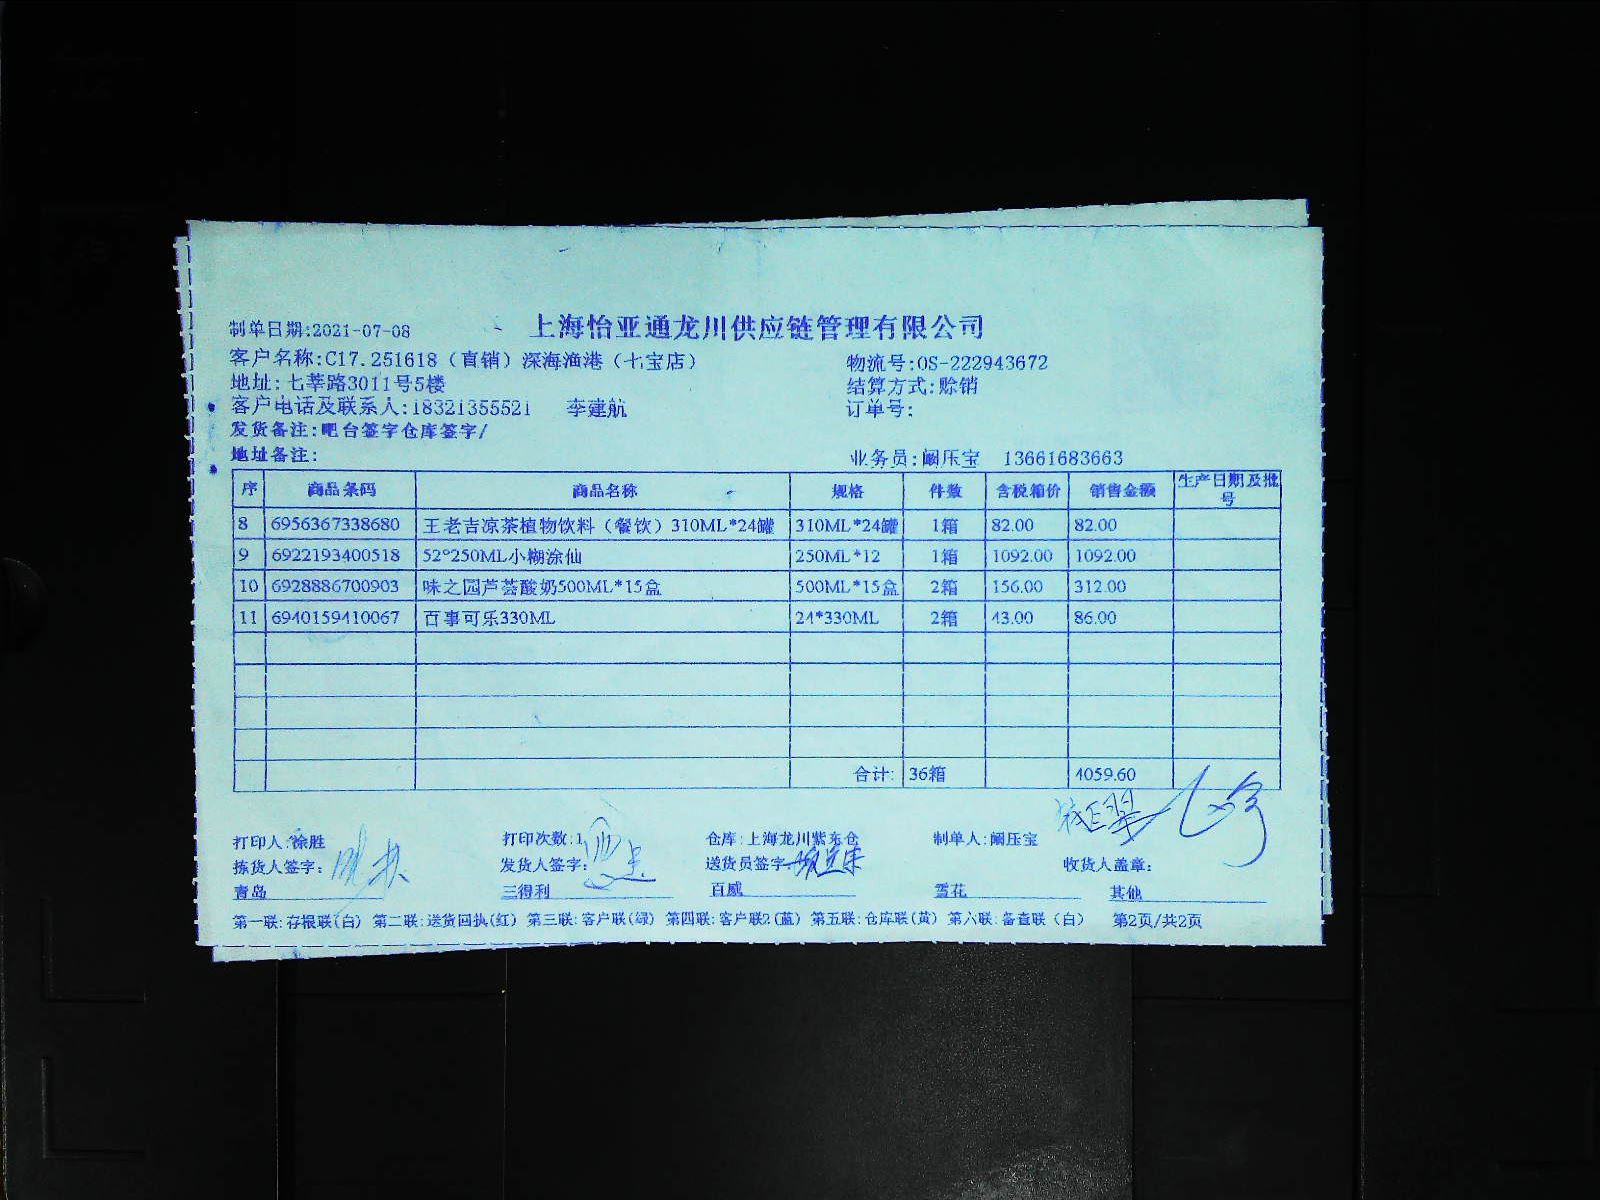 上海怡亚通龙川供应链管理有限公司
制单日期:2021-07-08
客户名称:C17.251618（直销）深海渔港（七宝店） 物流号:OS-222943672
地址:七莘路3011号5楼 结算方式:赊销
客户电话及联系人:18321355521 李建航 订单号:
发货备注:吧台签字仓库签字/
地址备注: 业务员:阚压宝 13661683663
序 商品条码 商品名称 规格 件数 含税箱价 销售金额 生产日期及批号
8 6956367338680 王老吉凉茶植物饮料（餐饮）310ML*24罐 310ML*24罐 1箱 82.00 82.00
9 6922193400518 52°250ML小糊涂仙 250ML*12 1箱 1092.00 1092.00
10 6928886700903 味之园芦荟酸奶500ML*15盒 500ML*15盒 2箱 156.00 312.00
11 6940159410067 百事可乐330ML 24*330ML 2箱 43.00 86.00
合计: 36箱 4059.60
打印人:徐胜 打印次数:1 仓库:上海龙川紫东仓 制单人:阚压宝
拣货人签字: 发货人签字: 送货员签字: 收货人盖章:
青岛 三得利 百威 雪花 其他
第一联:存根联(白) 第二联:送货回执(红) 第三联:客户联(绿) 第四联:客户联2(蓝) 第五联:仓库联(黄) 第六联:备查联（白） 第2页/共2页